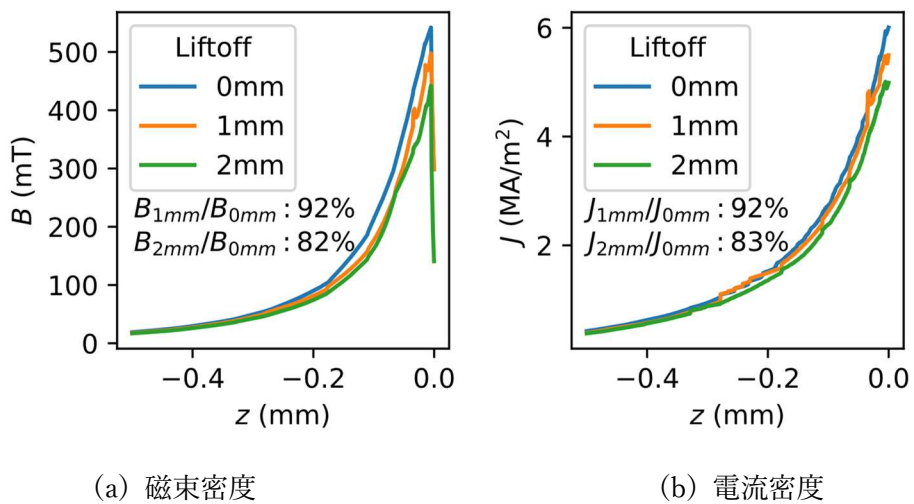 Liftoff
0mm
1mm
2mm
B1mm/B0mm : 92%
B2mm/B0mm : 82%
B (mT)
500
400
300
200
100
0
−0.4
−0.2
0.0
z (mm)
(a) 磁束密度
Liftoff
0mm
1mm
2mm
J1mm/J0mm : 92%
J2mm/J0mm : 83%
J (MA/m²)
6
4
2
−0.4
−0.2
0.0
z (mm)
(b) 電流密度